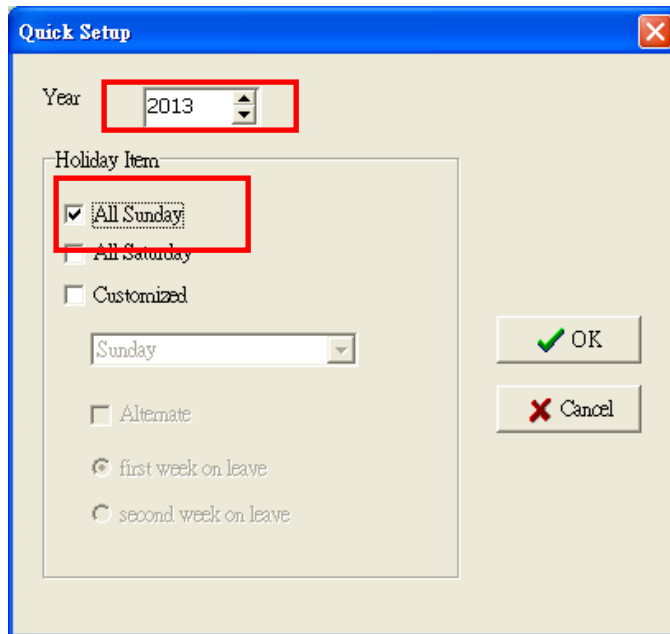 Quick Setup
Year 2013
Holiday Item
All Sunday
All Saturday
Customized
Sunday
OK
Alternate
Cancel
first week on leave
second week on leave